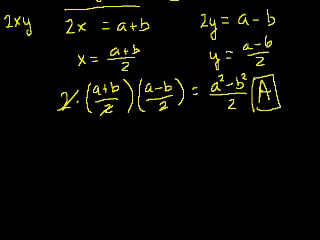 2xy 2x = a+b 2y = a-b
x = (a+b)/2 y = (a-b)/2
2·((a+b)/2)((a-b)/2) = (a²-b²)/2 A